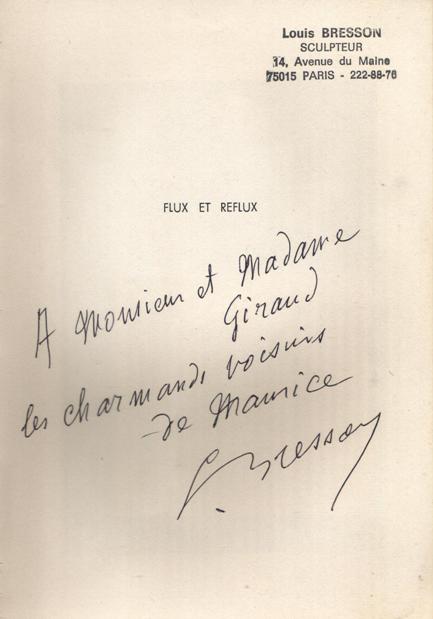 Louis BRESSON
SCULPTEUR
14, Avenue du Maine
75015 PARIS - 222-88-76
FLUX ET REFLUX
A Monsieur et Madame
Giraud
les charmands voisins
de Maurice
L. Bresson